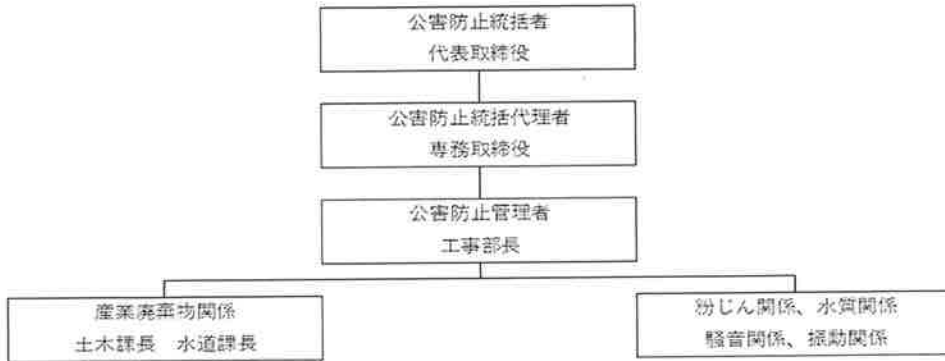 公害防止統括者
代表取締役
公害防止統括代理者
専務取締役
公害防止管理者
工事部長
産業廃棄物関係
土木課長 水道課長
粉じん関係、水質関係
騒音関係、振動関係